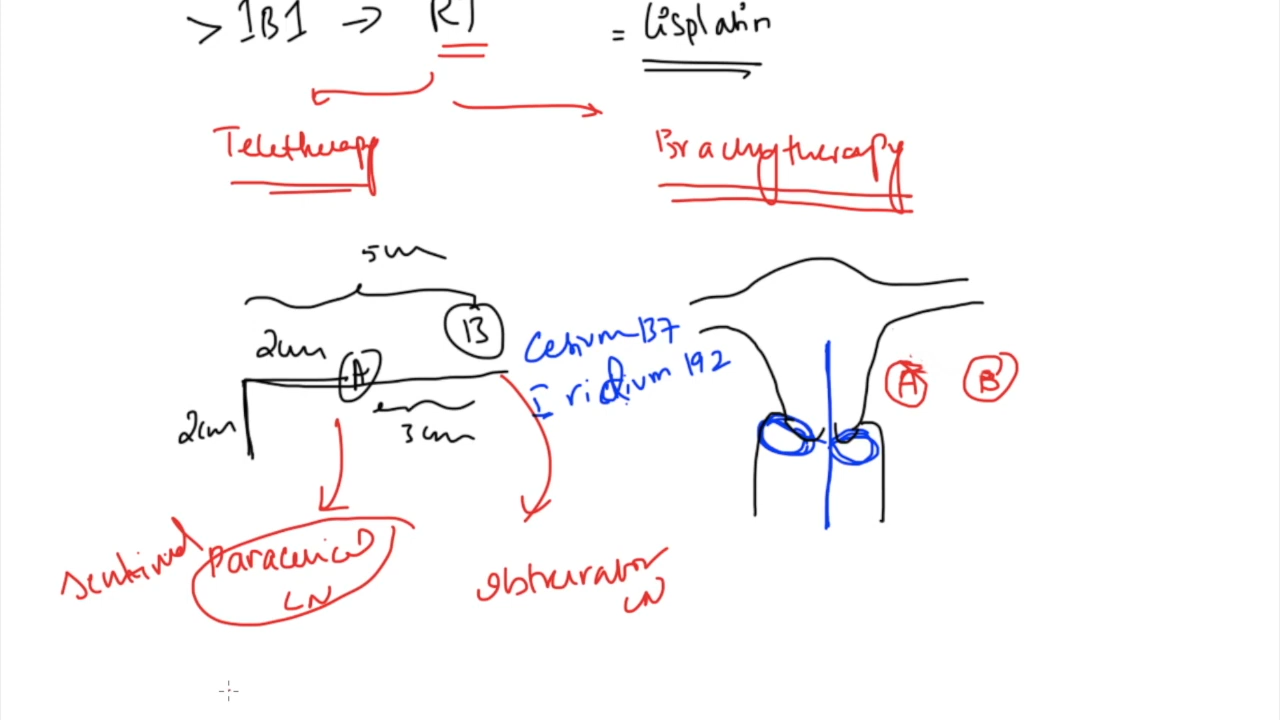 > IB1 → RT
= Cisplatin
Teletherapy
Brachytherapy
5cm
B
2cm
A
2cm
3cm
Cesium 137
Iridium 192
A
B
sentinel
Paracervical
LN
obturator
LN